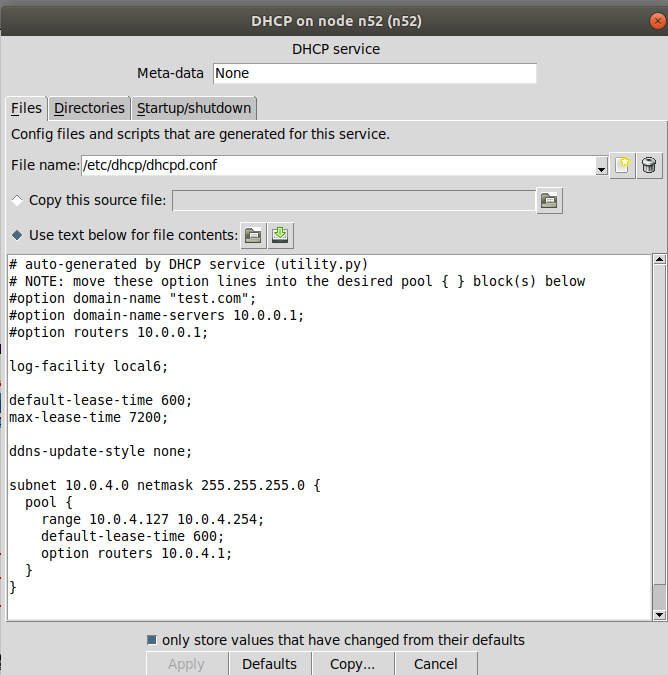 DHCP on node n52 (n52)
DHCP service
Meta-data None
Files Directories Startup/shutdown
Config files and scripts that are generated for this service.
File name: /etc/dhcp/dhcpd.conf
Copy this source file:
Use text below for file contents:
# auto-generated by DHCP service (utility.py)
# NOTE: move these option lines into the desired pool { } block(s) below
#option domain-name "test.com";
#option domain-name-servers 10.0.0.1;
#option routers 10.0.0.1;
log-facility local6;
default-lease-time 600;
max-lease-time 7200;
ddns-update-style none;
subnet 10.0.4.0 netmask 255.255.255.0 {
pool {
range 10.0.4.127 10.0.4.254;
default-lease-time 600;
option routers 10.0.4.1;
}
}
only store values that have changed from their defaults
Apply Defaults Copy... Cancel